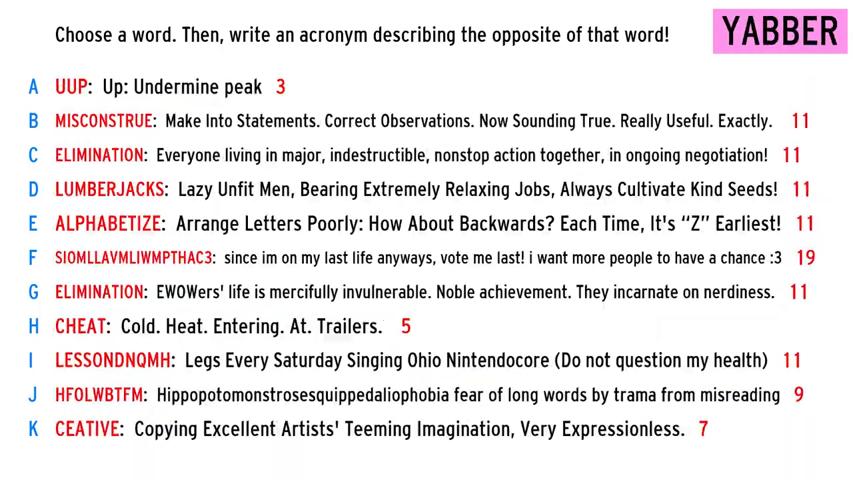 Choose a word. Then, write an acronym describing the opposite of that word!
YABBER
A UUP: Up: Undermine peak 3
B MISCONSTRUE: Make Into Statements. Correct Observations. Now Sounding True. Really Useful. Exactly. 11
C ELIMINATION: Everyone living in major, indestructible, nonstop action together, in ongoing negotiation! 11
D LUMBERJACKS: Lazy Unfit Men, Bearing Extremely Relaxing Jobs, Always Cultivate Kind Seeds! 11
E ALPHABETIZE: Arrange Letters Poorly: How About Backwards? Each Time, It's “Z” Earliest! 11
F SIOMLLAVMLIWMPTHAC3: since im on my last life anyways, vote me last! i want more people to have a chance :3 19
G ELIMINATION: EWOWers' life is mercifully invulnerable. Noble achievement. They incarnate on nerdiness. 11
H CHEAT: Cold. Heat. Entering. At. Trailers. 5
I LESSONDNQMH: Legs Every Saturday Singing Ohio Nintendocore (Do not question my health) 11
J HFOLWBTFM: Hippopotomonstrosesquippedaliophobia fear of long words by trama from misreading 9
K CEATIVE: Copying Excellent Artists' Teeming Imagination, Very Expressionless. 7